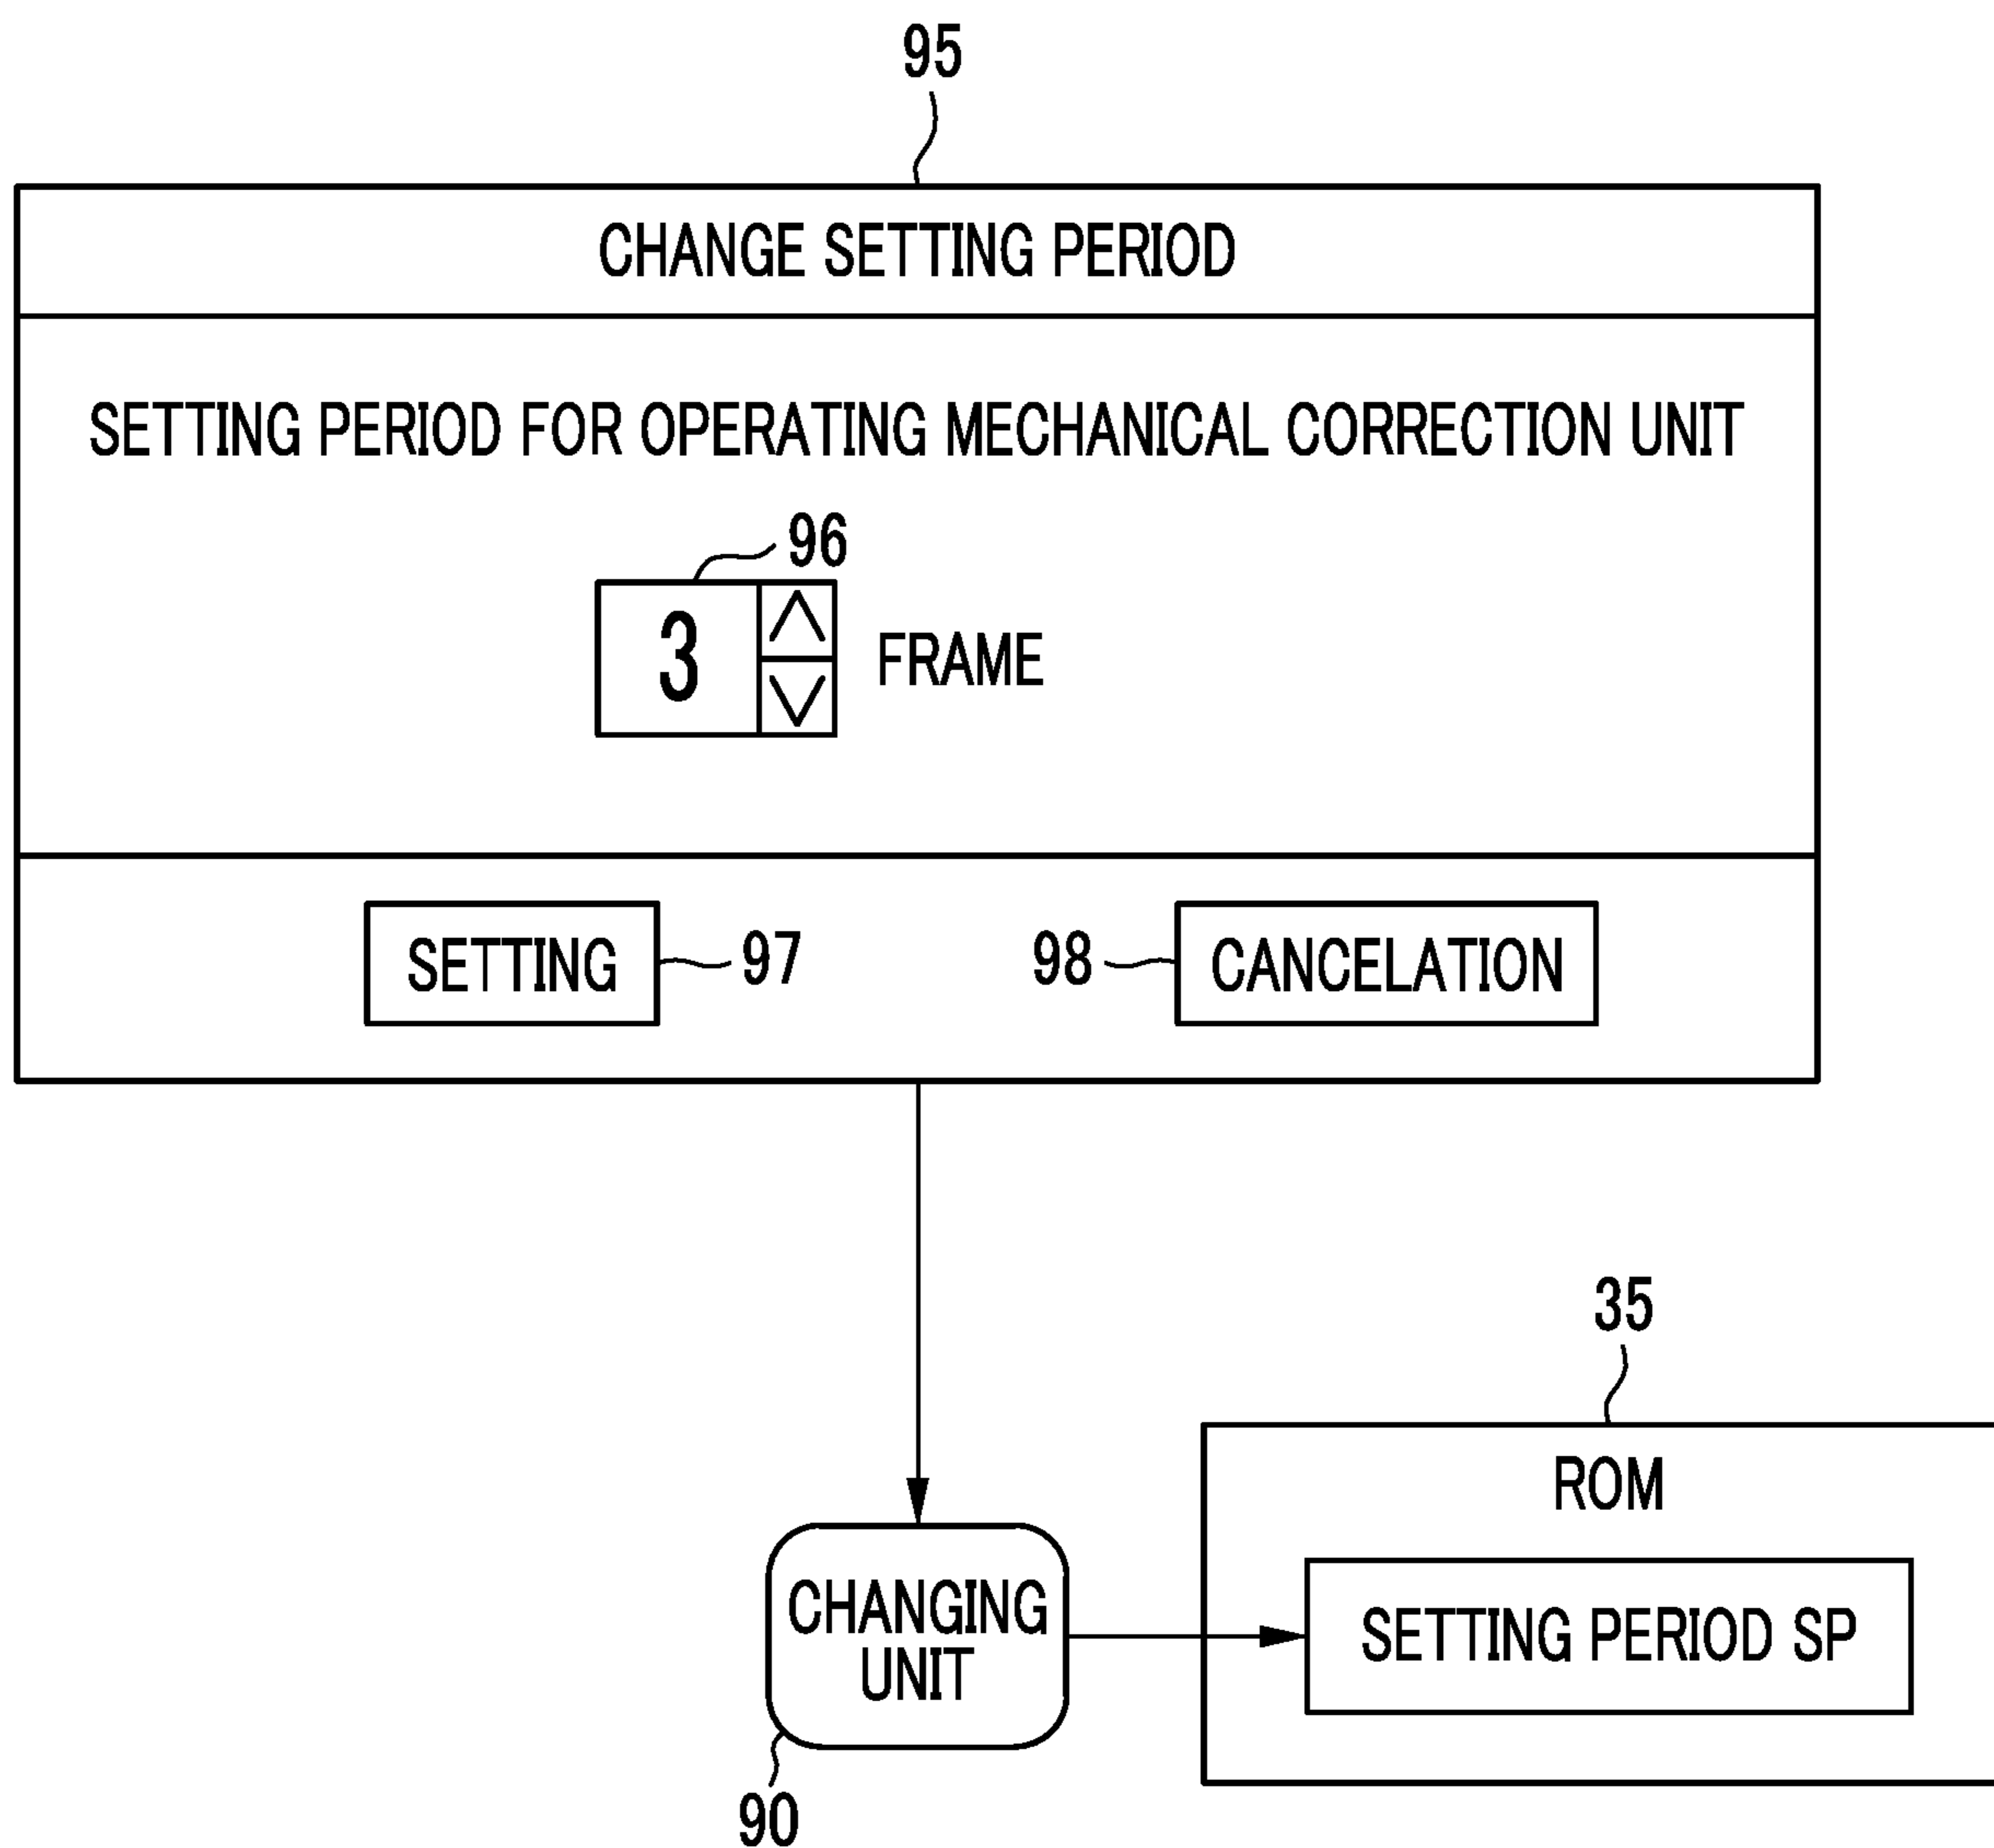 95
CHANGE SETTING PERIOD
SETTING PERIOD FOR OPERATING MECHANICAL CORRECTION UNIT
96
3
FRAME
SETTING
97
98
CANCELATION
35
ROM
CHANGING
UNIT
SETTING PERIOD SP
90